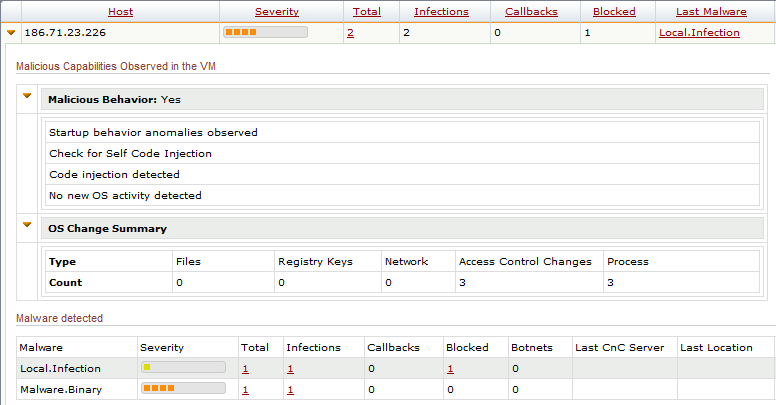 Host Severity Total Infections Callbacks Blocked Last Malware
186.71.23.226 2 2 0 1 Local.Infection
Malicious Capabilities Observed in the VM
Malicious Behavior: Yes
Startup behavior anomalies observed
Check for Self Code Injection
Code injection detected
No new OS activity detected
OS Change Summary
Type Files Registry Keys Network Access Control Changes Process
Count 0 0 0 3 3
Malware detected
Malware Severity Total Infections Callbacks Blocked Botnets Last CnC Server Last Location
Local.Infection 1 1 0 1 0
Malware.Binary 1 1 0 0 0